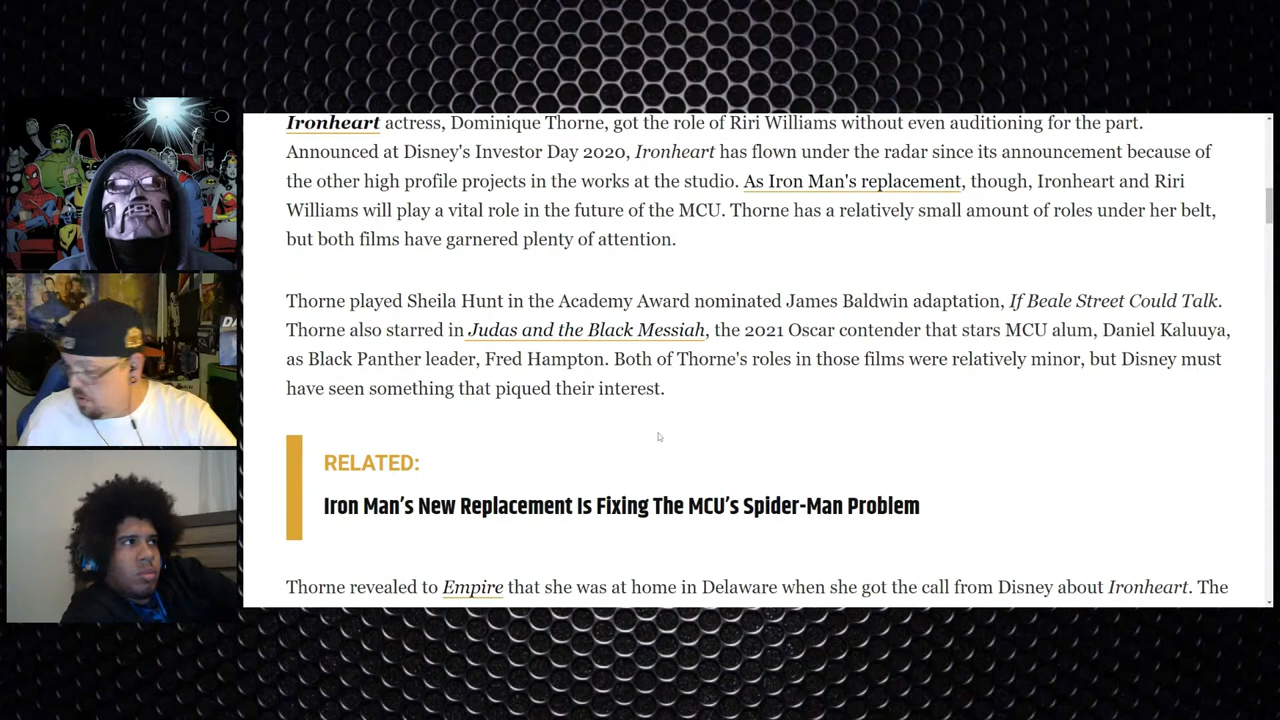 Ironheart actress, Dominique Thorne, got the role of Riri Williams without even auditioning for the part.
Announced at Disney's Investor Day 2020, Ironheart has flown under the radar since its announcement because of
the other high profile projects in the works at the studio. As Iron Man's replacement, though, Ironheart and Riri
Williams will play a vital role in the future of the MCU. Thorne has a relatively small amount of roles under her belt,
but both films have garnered plenty of attention.
Thorne played Sheila Hunt in the Academy Award nominated James Baldwin adaptation, If Beale Street Could Talk.
Thorne also starred in Judas and the Black Messiah, the 2021 Oscar contender that stars MCU alum, Daniel Kaluuya,
as Black Panther leader, Fred Hampton. Both of Thorne's roles in those films were relatively minor, but Disney must
have seen something that piqued their interest.
RELATED:
Iron Man's New Replacement Is Fixing The MCU's Spider-Man Problem
Thorne revealed to Empire that she was at home in Delaware when she got the call from Disney about Ironheart. The